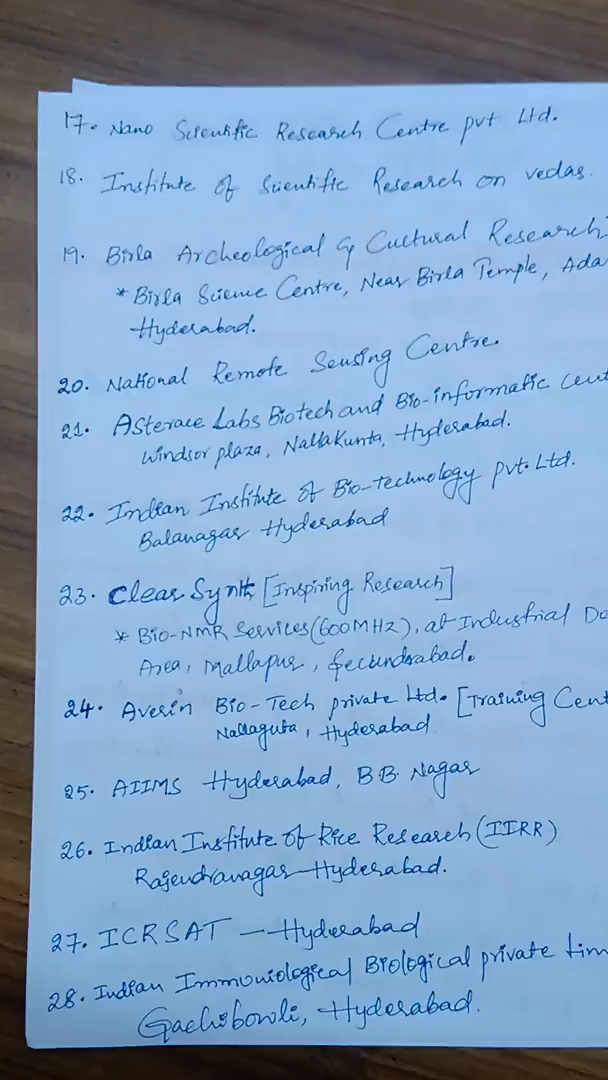 17. Nano Scientific Research Centre pvt Ltd.
18. Institute of Scientific Research on vedas.
19. Birla Archeological & Cultural Research
* Birla Science Centre, Near Birla Temple, Ada
Hyderabad.
20. National Remote Sensing Centre.
21. Asterace Labs Biotech and Bio-informatic cent
Windsor plaza, Nallakunta, Hyderabad.
22. Indian Institute of Bio-Technology pvt. Ltd.
Balanagar Hyderabad
23. Clear Synth [Inspiring Research]
* Bio-NMR Services (600MHz), at Industrial De
Area, Mallapur, Secunderabad.
24. Averin Bio-Tech private Ltd. [Training Cent
Nallagutta, Hyderabad
25. AIIMS Hyderabad, B.B. Nagar
26. Indian Institute of Rice Research (IIRR)
Rajendranagar Hyderabad.
27. ICRSAT - Hyderabad
28. Indian Immuniological Biological private lim
Gachibowli, Hyderabad.